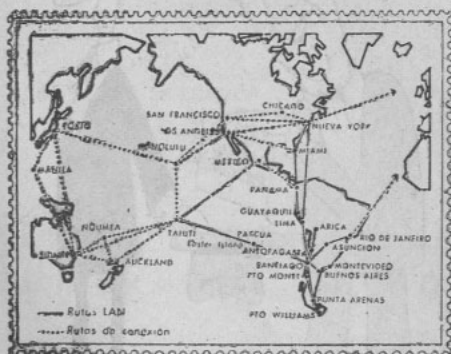 CHICAGO
SAN FRANCISCO
NUEVA YORK
TOKIO
LOS ANGELES
HONOLULU
MIAMI
MEXICO
MANILA
PANAMA
GUAYAQUIL
LIMA
ARICA
NOUMEA
TAHITI
PASCUA
(Easter Island)
RIO DE JANEIRO
ANTOFAGASTA
ASUNCION
SIDNEY
AUCKLAND
SANTIAGO
MONTEVIDEO
PTO MONTT
BUENOS AIRES
Rutas LAN
PUNTA ARENAS
Rutas de conexión
PTO WILLIAMS